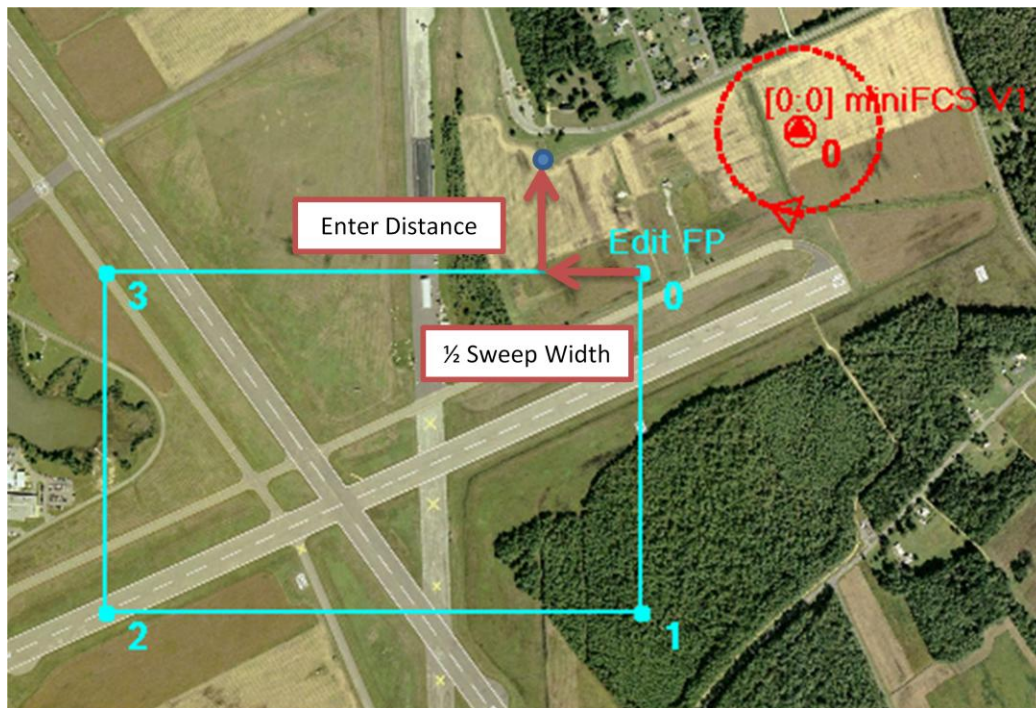 [0:0] miniFCS V1
0
Enter Distance
Edit FP
3
0
½ Sweep Width
2
1